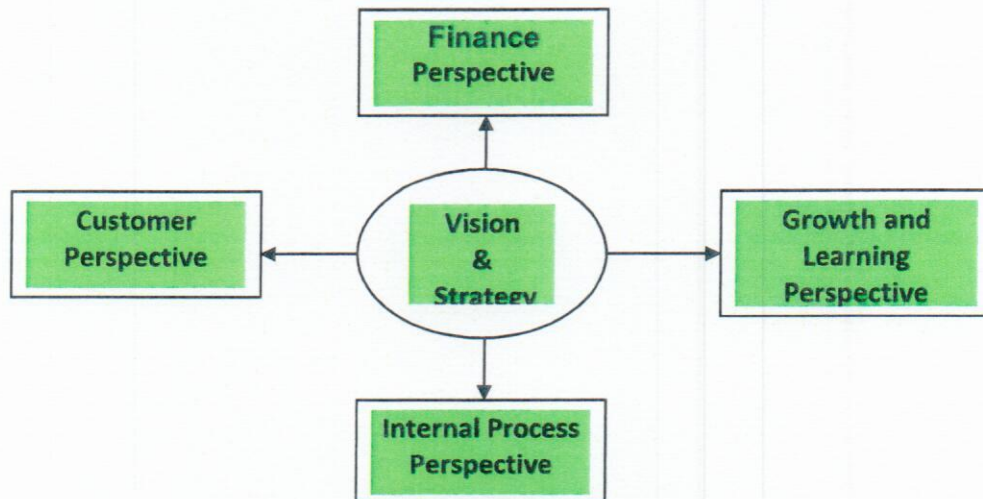 Finance
Perspective
Customer
Perspective
Vision
&
Strategy
Growth and
Learning
Perspective
Internal Process
Perspective